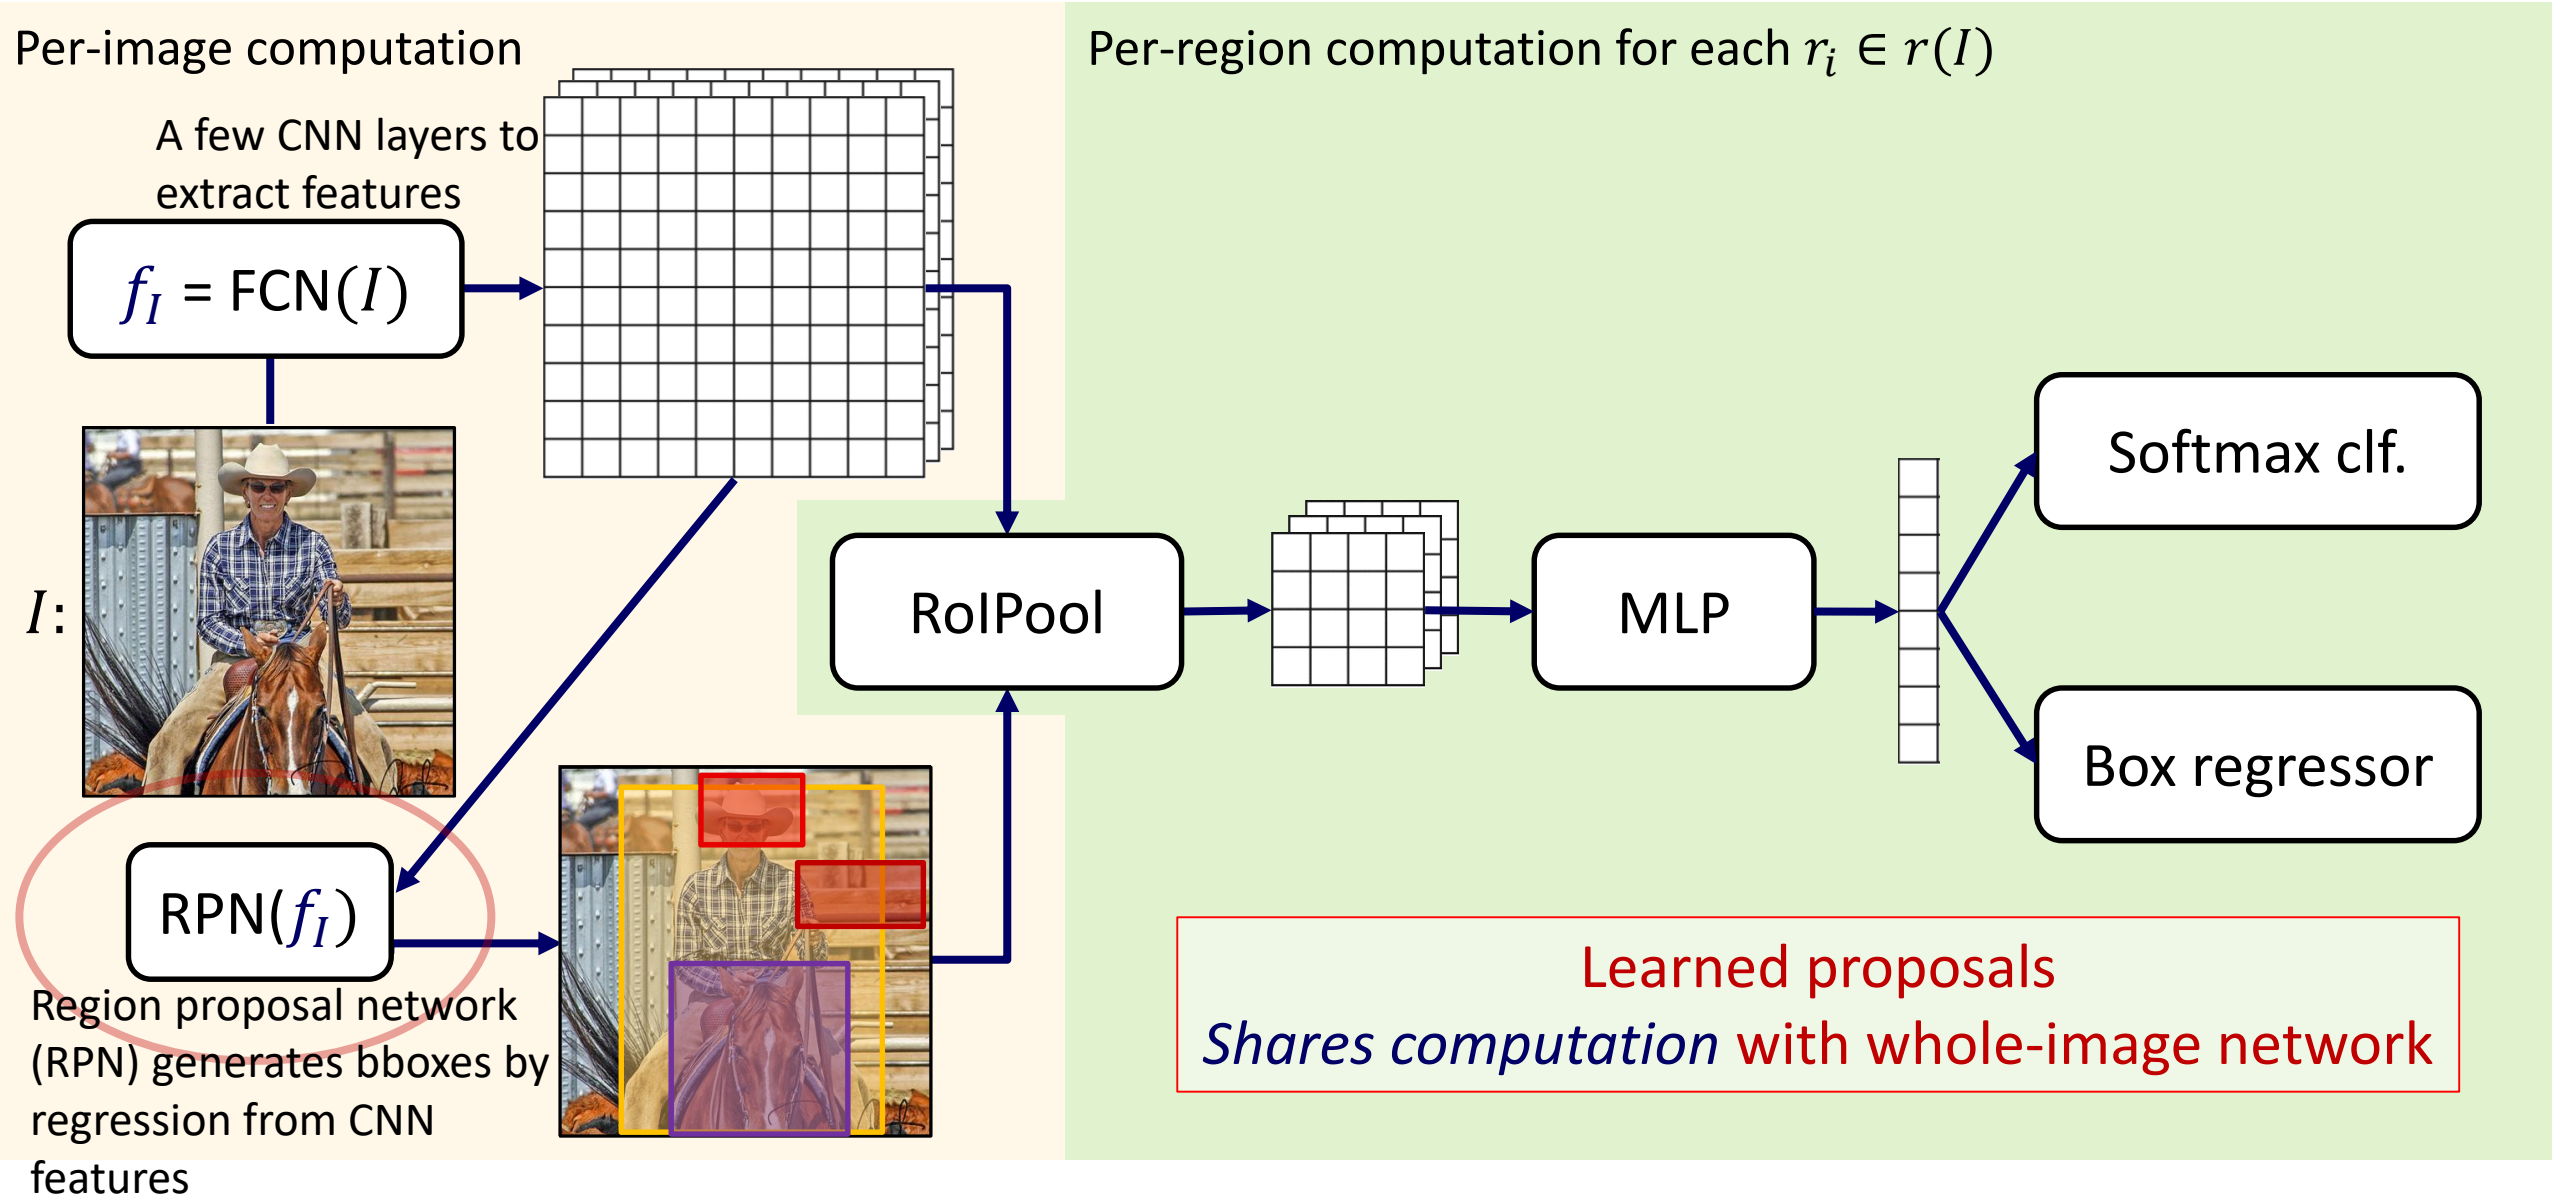 Per-image computation
Per-region computation for each r_i ∈ r(I)
A few CNN layers to
extract features
f_I = FCN(I)
I:
Softmax clf.
RoIPool
MLP
Box regressor
RPN(f_I)
Region proposal network
(RPN) generates bboxes by
regression from CNN
features
Learned proposals
Shares computation with whole-image network